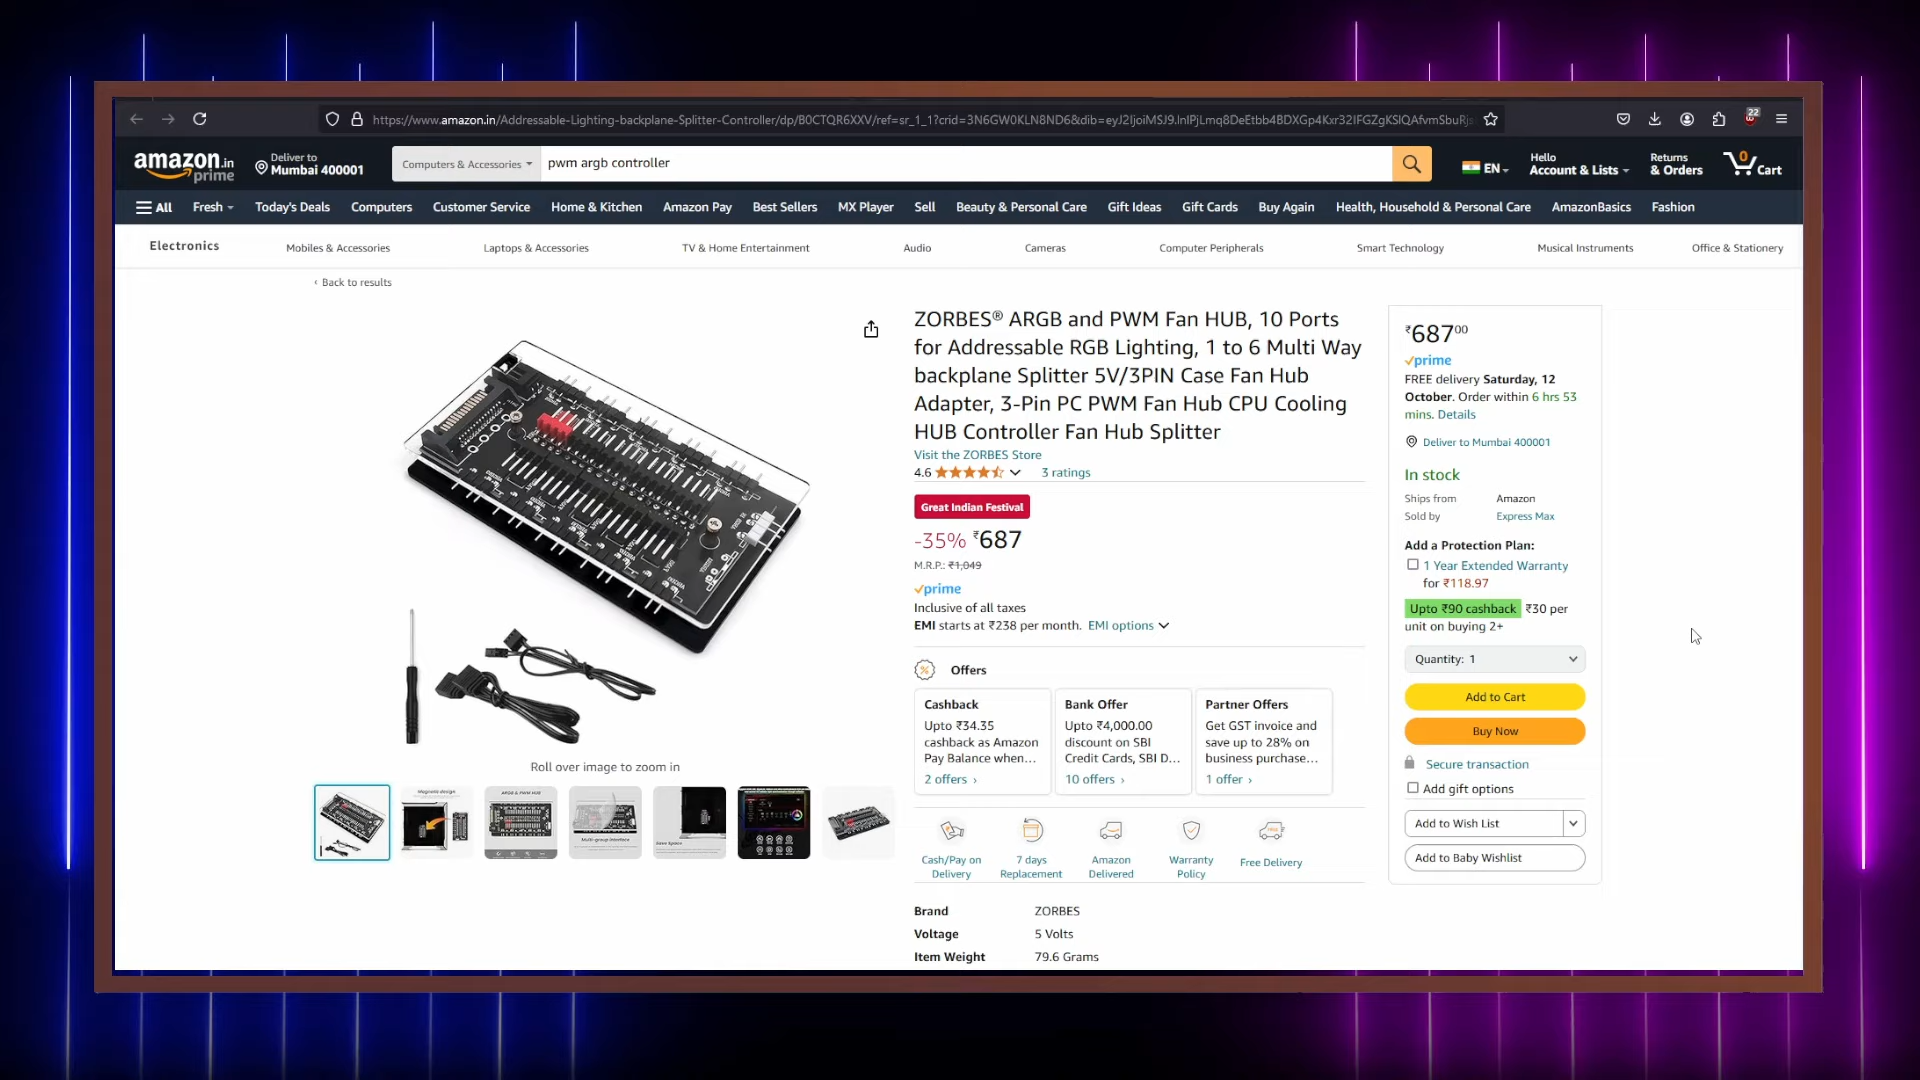 https://www.amazon.in/Addressable-Lighting-backplane-Splitter-Controller/dp/B0CTQR6XXV/ref=sr_1_1?crid=3N6GW0KLN8ND6&dib=
22
amazon.in
prime
Deliver to
Mumbai 400001
Computers & Accessories
pwm argb controller
EN
Hello
Account & Lists
Returns
& Orders
0
Cart
All
Fresh
Today's Deals
Computers
Customer Service
Home & Kitchen
Amazon Pay
Best Sellers
MX Player
Sell
Beauty & Personal Care
Gift Ideas
Gift Cards
Buy Again
Health, Household & Personal Care
AmazonBasics
Fashion
Electronics
Mobiles & Accessories
Laptops & Accessories
TV & Home Entertainment
Audio
Cameras
Computer Peripherals
Smart Technology
Musical Instruments
Office & Stationery
‹ Back to results
Roll over image to zoom in
Magnetic design
ARGB & PWM HUB
Multi-group interface
ZORBES® ARGB and PWM Fan HUB, 10 Ports
for Addressable RGB Lighting, 1 to 6 Multi Way
backplane Splitter 5V/3PIN Case Fan Hub
Adapter, 3-Pin PC PWM Fan Hub CPU Cooling
HUB Controller Fan Hub Splitter
Visit the ZORBES Store
4.6
3 ratings
Great Indian Festival
-35% ₹687
M.R.P.: ₹1,049
prime
Inclusive of all taxes
EMI starts at ₹238 per month. EMI options
Offers
Cashback
Upto ₹34.35
cashback as Amazon
Pay Balance when...
2 offers ›
Bank Offer
Upto ₹4,000.00
discount on SBI
Credit Cards, SBI D...
10 offers ›
Partner Offers
Get GST invoice and
save up to 28% on
business purchase...
1 offer ›
Cash/Pay on
Delivery
7 days
Replacement
Amazon
Delivered
Warranty
Policy
Free Delivery
Brand ZORBES
Voltage 5 Volts
Item Weight 79.6 Grams
₹687 00
prime
FREE delivery Saturday, 12
October. Order within 6 hrs 53
mins. Details
Deliver to Mumbai 400001
In stock
Ships from Amazon
Sold by Express Max
Add a Protection Plan:
1 Year Extended Warranty
for ₹118.97
Upto ₹90 cashback ₹30 per
unit on buying 2+
Quantity: 1
Add to Cart
Buy Now
Secure transaction
Add gift options
Add to Wish List
Add to Baby Wishlist